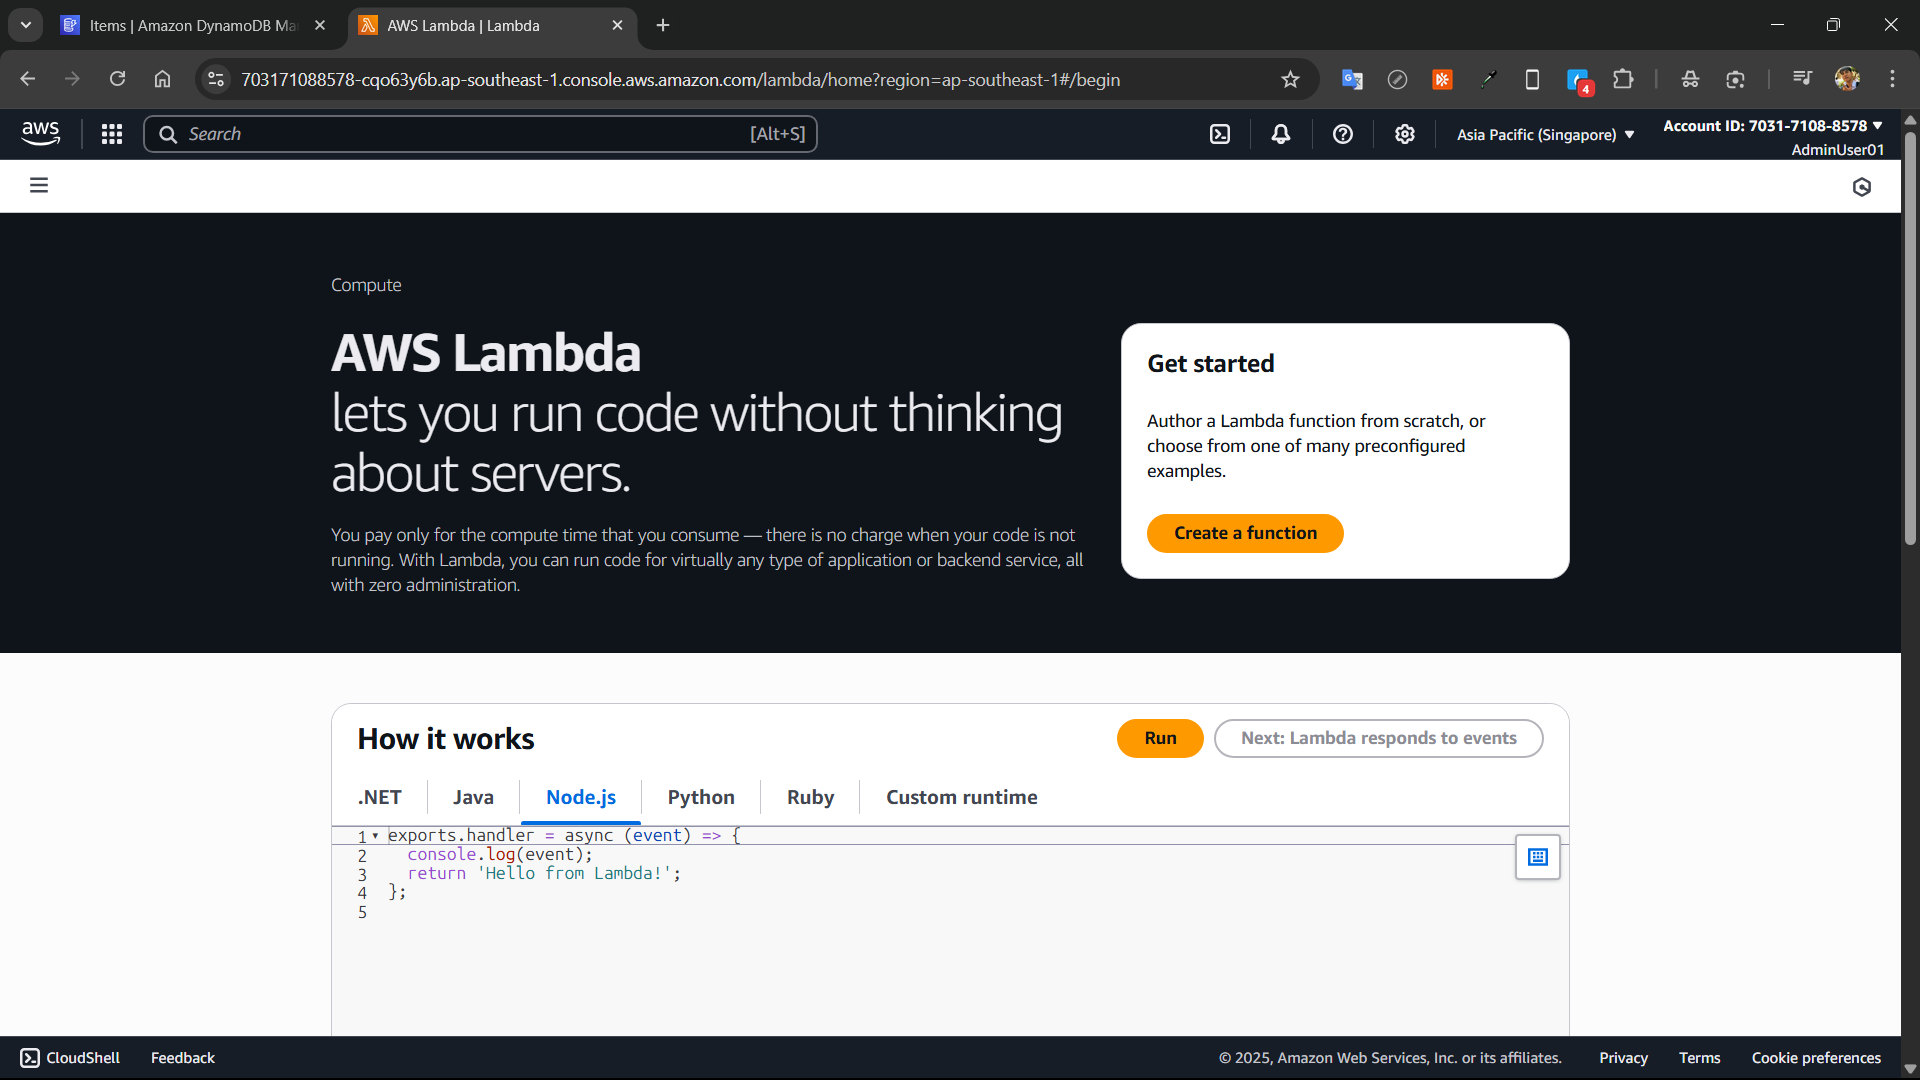 Items | Amazon DynamoDB Ma
AWS Lambda | Lambda
703171088578-cqo63y6b.ap-southeast-1.console.aws.amazon.com/lambda/home?region=ap-southeast-1#/begin
4
aws
Search
[Alt+S]
Asia Pacific (Singapore)
Account ID: 7031-7108-8578
AdminUser01
Compute
AWS Lambda
lets you run code without thinking
about servers.
You pay only for the compute time that you consume — there is no charge when your code is not
running. With Lambda, you can run code for virtually any type of application or backend service, all
with zero administration.
Get started
Author a Lambda function from scratch, or
choose from one of many preconfigured
examples.
Create a function
How it works
Run
Next: Lambda responds to events
.NET
Java
Node.js
Python
Ruby
Custom runtime
1 exports.handler = async (event) => {
2 console.log(event);
3 return 'Hello from Lambda!';
4 };
5
CloudShell
Feedback
© 2025, Amazon Web Services, Inc. or its affiliates.
Privacy
Terms
Cookie preferences